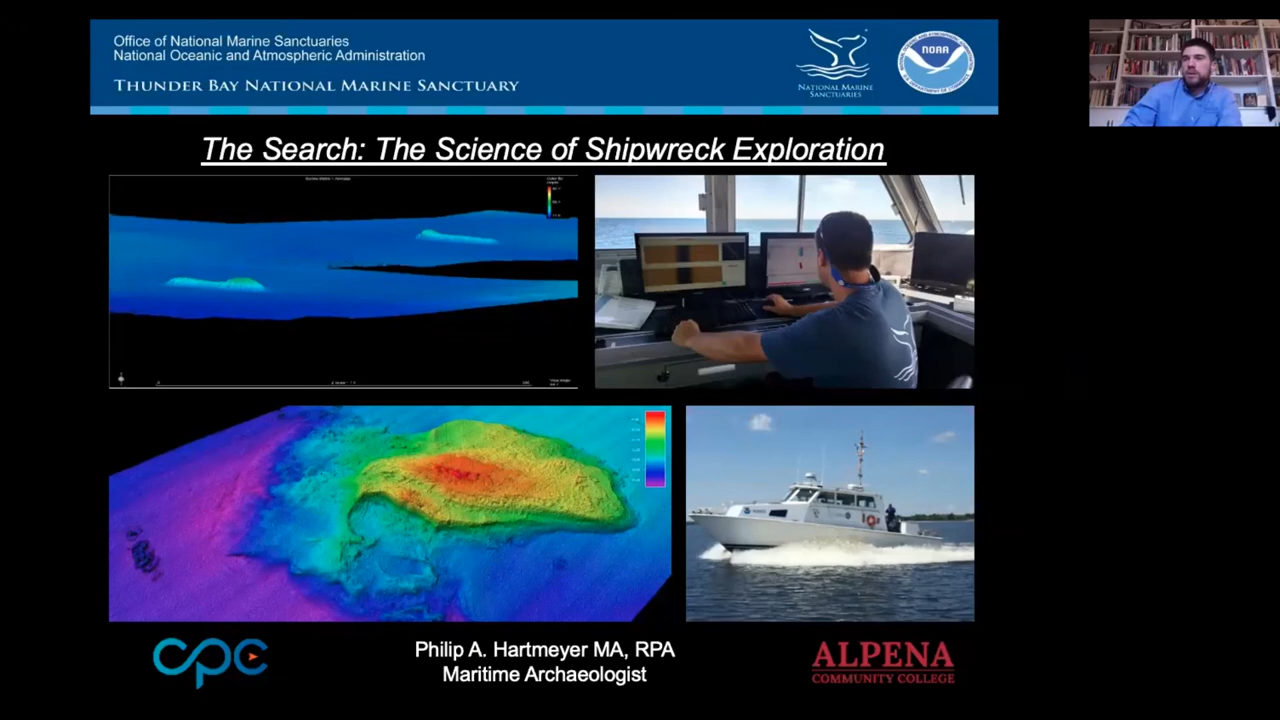 Office of National Marine Sanctuaries
National Oceanic and Atmospheric Administration
THUNDER BAY NATIONAL MARINE SANCTUARY
NATIONAL MARINE
SANCTUARIES
NOAA
The Search: The Science of Shipwreck Exploration
cpc
Philip A. Hartmeyer MA, RPA
Maritime Archaeologist
ALPENA
COMMUNITY COLLEGE